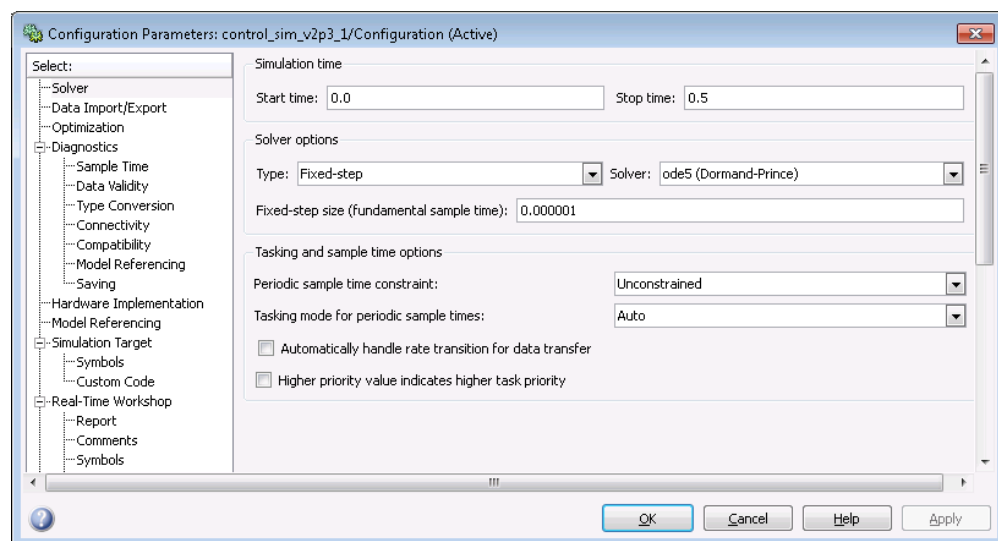 Configuration Parameters: control_sim_v2p3_1/Configuration (Active)
Select:
Solver
Data Import/Export
Optimization
Diagnostics
Sample Time
Data Validity
Type Conversion
Connectivity
Compatibility
Model Referencing
Saving
Hardware Implementation
Model Referencing
Simulation Target
Symbols
Custom Code
Real-Time Workshop
Report
Comments
Symbols
Simulation time
Start time: 0.0 Stop time: 0.5
Solver options
Type: Fixed-step Solver: ode5 (Dormand-Prince)
Fixed-step size (fundamental sample time): 0.000001
Tasking and sample time options
Periodic sample time constraint: Unconstrained
Tasking mode for periodic sample times: Auto
Automatically handle rate transition for data transfer
Higher priority value indicates higher task priority
OK Cancel Help Apply